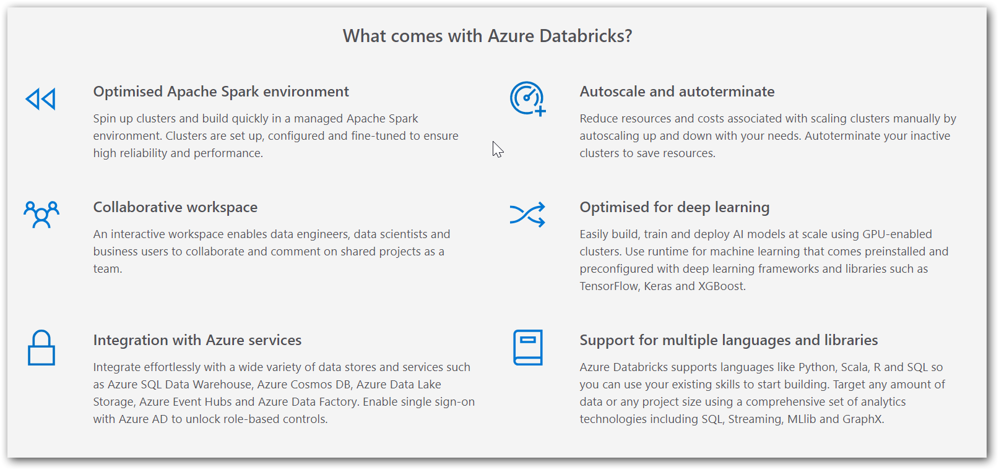 What comes with Azure Databricks?
Optimised Apache Spark environment
Spin up clusters and build quickly in a managed Apache Spark
environment. Clusters are set up, configured and fine-tuned to ensure
high reliability and performance.
Autoscale and autoterminate
Reduce resources and costs associated with scaling clusters manually by
autoscaling up and down with your needs. Autoterminate your inactive
clusters to save resources.
Collaborative workspace
An interactive workspace enables data engineers, data scientists and
business users to collaborate and comment on shared projects as a
team.
Optimised for deep learning
Easily build, train and deploy AI models at scale using GPU-enabled
clusters. Use runtime for machine learning that comes preinstalled and
preconfigured with deep learning frameworks and libraries such as
TensorFlow, Keras and XGBoost.
Integration with Azure services
Integrate effortlessly with a wide variety of data stores and services such
as Azure SQL Data Warehouse, Azure Cosmos DB, Azure Data Lake
Storage, Azure Event Hubs and Azure Data Factory. Enable single sign-on
with Azure AD to unlock role-based controls.
Support for multiple languages and libraries
Azure Databricks supports languages like Python, Scala, R and SQL so
you can use your existing skills to start building. Target any amount of
data or any project size using a comprehensive set of analytics
technologies including SQL, Streaming, MLlib and GraphX.